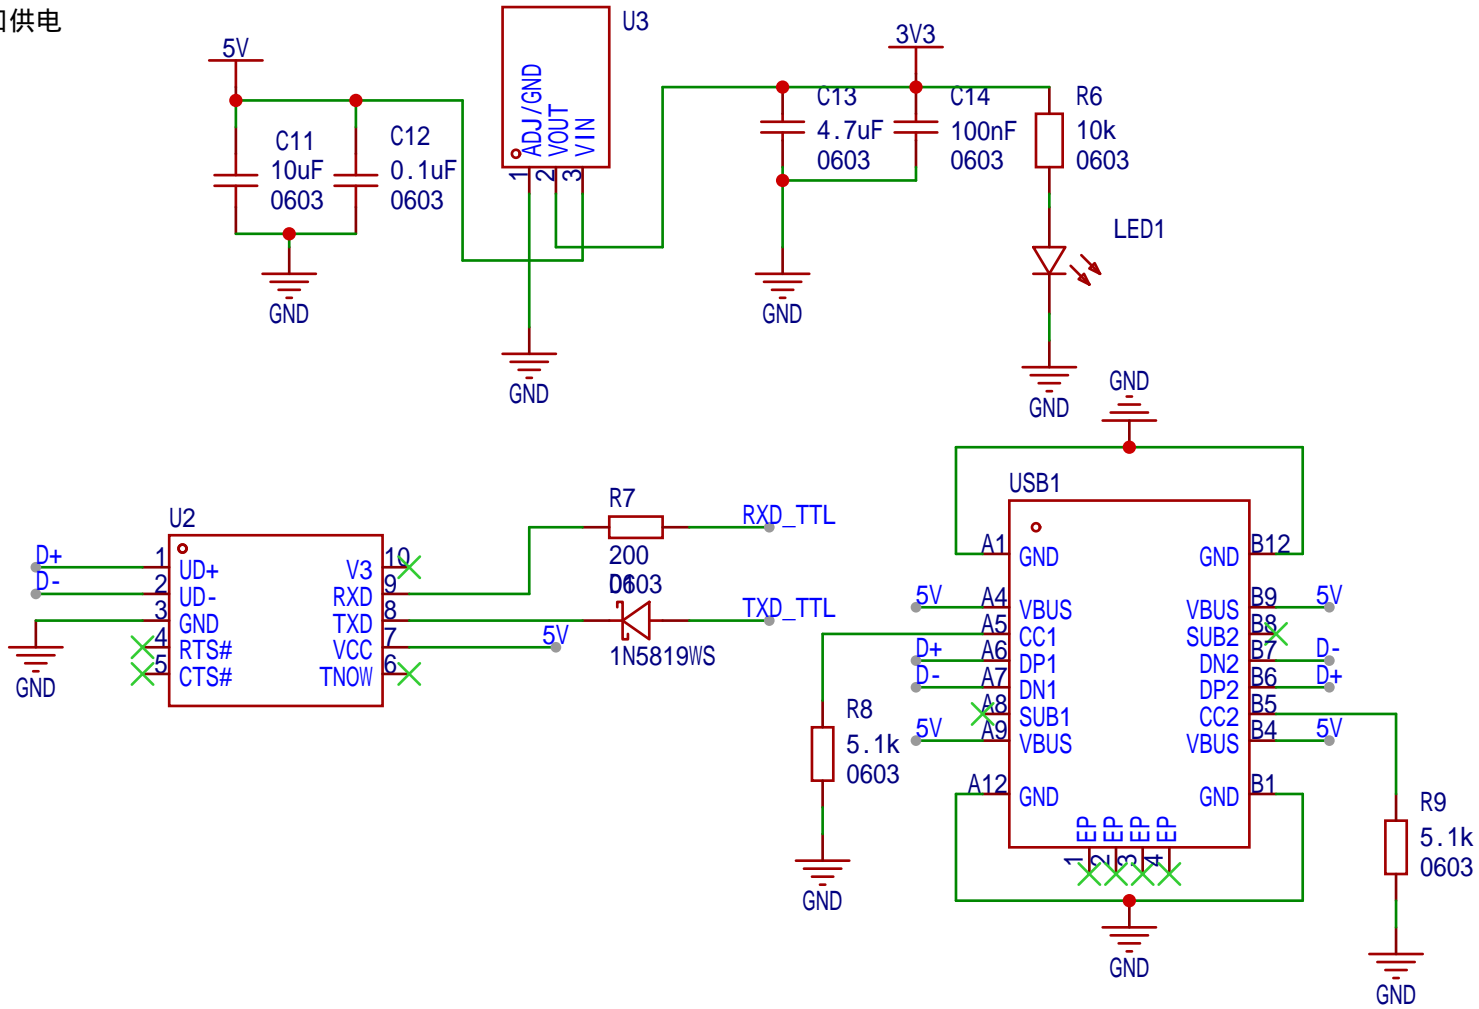 供电
5V
C11
10uF
0603
C12
0.1uF
0603
GND
U3
ADJ/GND
VOUT
VIN
1
2
3
GND
3V3
C13
4.7uF
0603
C14
100nF
0603
GND
R6
10k
0603
LED1
GND
U2
D+
D-
1
2
3
4
5
UD+
UD-
GND
RTS#
CTS#
V3
RXD
TXD
VCC
TNOW
10
9
8
7
6
GND
5V
R7
200
0603
RXD_TTL
D1
1N5819WS
TXD_TTL
GND
USB1
A1
A4
A5
A6
A7
A8
A9
A12
GND
VBUS
CC1
DP1
DN1
SUB1
VBUS
GND
GND
VBUS
SUB2
DN2
DP2
CC2
VBUS
GND
B12
B9
B8
B7
B6
B5
B4
B1
5V
D+
D-
5V
5V
D-
D+
5V
EP
EP
EP
EP
1
2
3
4
GND
R8
5.1k
0603
GND
R9
5.1k
0603
GND